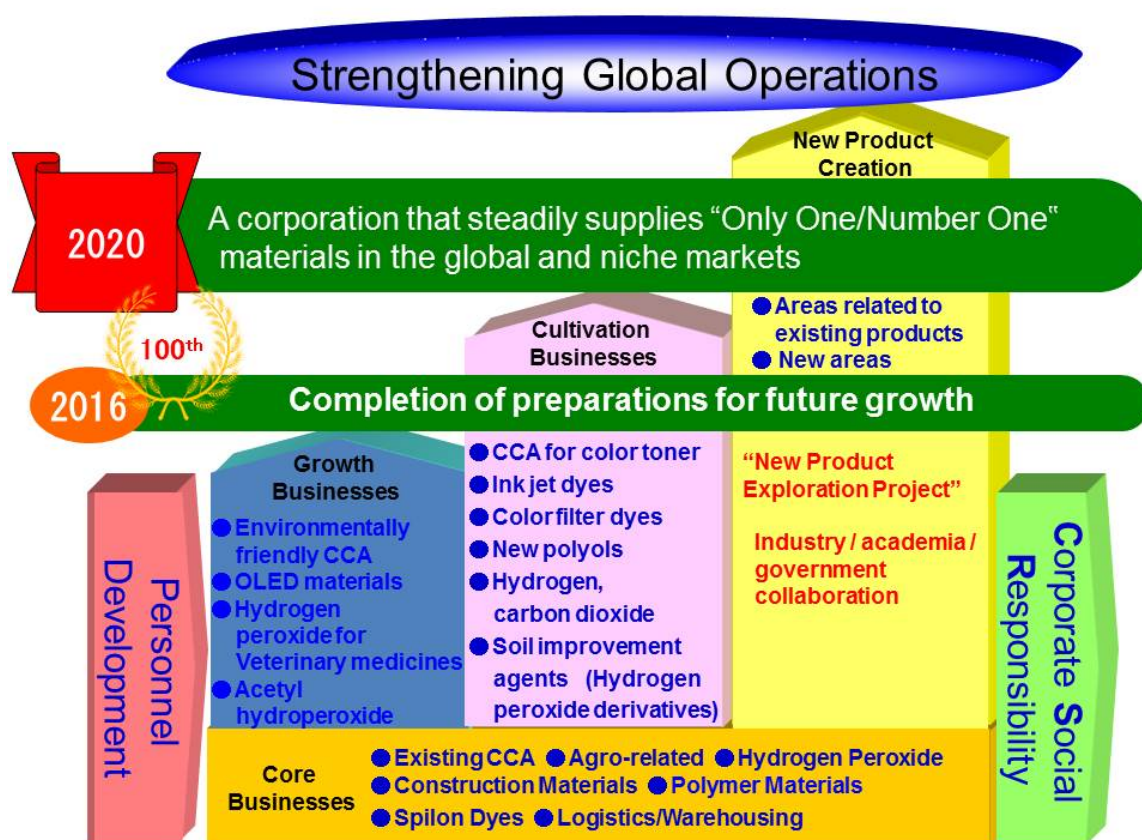 Strengthening Global Operations
New Product
Creation
2020
A corporation that steadily supplies “Only One/Number One‟
materials in the global and niche markets
● Areas related to
existing products
● New areas
Cultivation
Businesses
100th
2016
Completion of preparations for future growth
Growth
Businesses
● Environmentally
friendly CCA
● OLED materials
● Hydrogen
peroxide for
Veterinary medicines
● Acetyl
hydroperoxide
● CCA for color toner
● Ink jet dyes
● Color filter dyes
● New polyols
● Hydrogen,
carbon dioxide
● Soil improvement
agents (Hydrogen
peroxide derivatives)
“New Product
Exploration Project”
Industry / academia /
government
collaboration
Personnel
Development
Corporate Social
Responsibility
Core
Businesses
● Existing CCA ● Agro-related ● Hydrogen Peroxide
● Construction Materials ● Polymer Materials
● Spilon Dyes ● Logistics/Warehousing